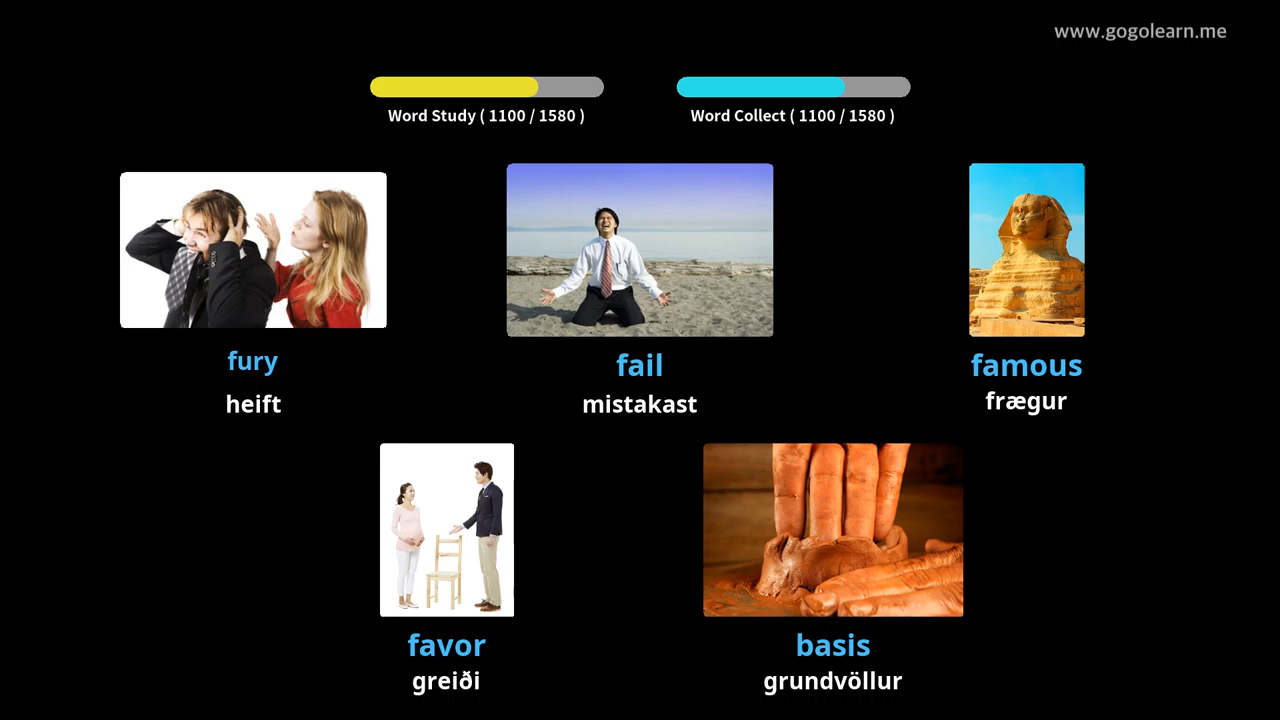 www.gogolearn.me
Word Study ( 1100 / 1580 )
Word Collect ( 1100 / 1580 )
fury
heift
fail
mistakast
famous
frægur
favor
greiði
basis
grundvöllur